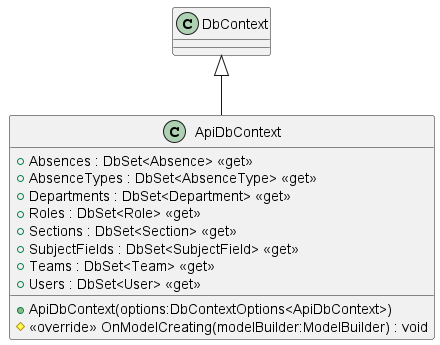 C DbContext
C ApiDbContext
Absences : DbSet<Absence> «get»
AbsenceTypes : DbSet<AbsenceType> «get»
Departments : DbSet<Department> «get»
Roles : DbSet<Role> «get»
Sections : DbSet<Section> «get»
SubjectFields : DbSet<SubjectField> «get»
Teams : DbSet<Team> «get»
Users : DbSet<User> «get»
ApiDbContext(options:DbContextOptions<ApiDbContext>)
«override» OnModelCreating(modelBuilder:ModelBuilder) : void